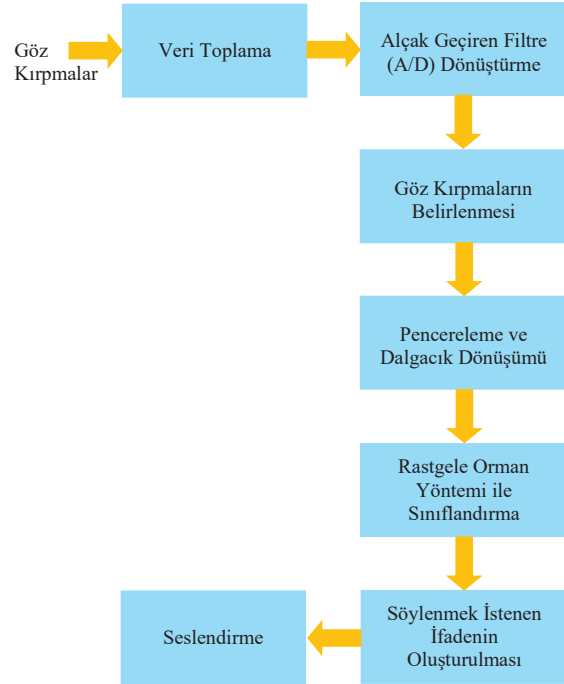 Göz
Kırpmalar
Veri Toplama
Alçak Geçiren Filtre
(A/D) Dönüştürme
Göz Kırpmaların
Belirlenmesi
Pencereleme ve
Dalgacık Dönüşümü
Rastgele Orman
Yöntemi ile
Sınıflandırma
Söylenmek İstenen
İfadenin
Oluşturulması
Seslendirme